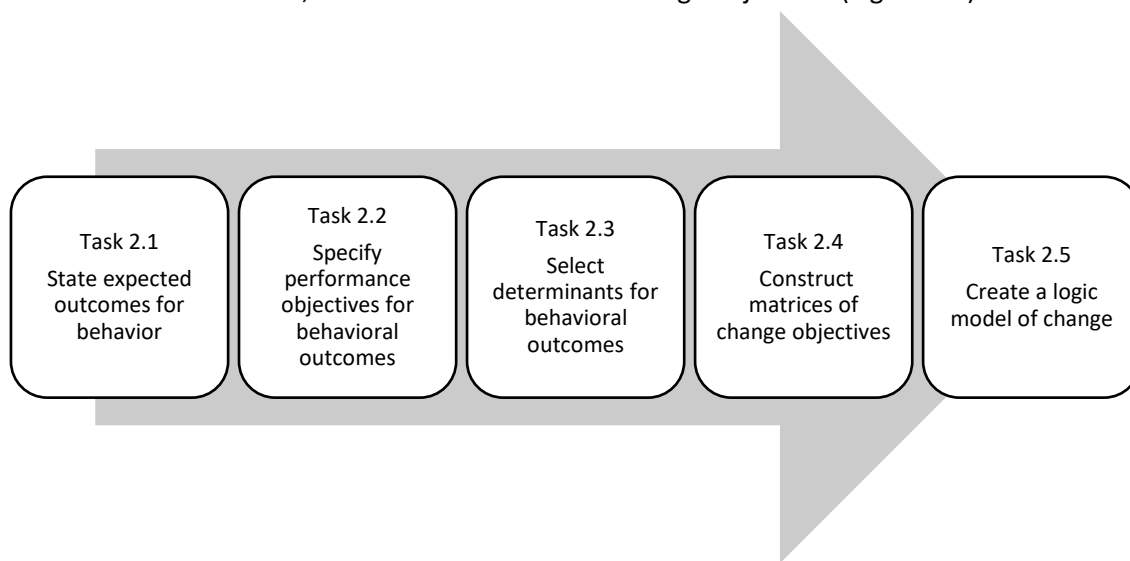 Task 2.1
State expected
outcomes for
behavior
Task 2.2
Specify
performance
objectives for
behavioral
outcomes
Task 2.3
Select
determinants for
behavioral
outcomes
Task 2.4
Construct
matrices of
change objectives
Task 2.5
Create a logic
model of change